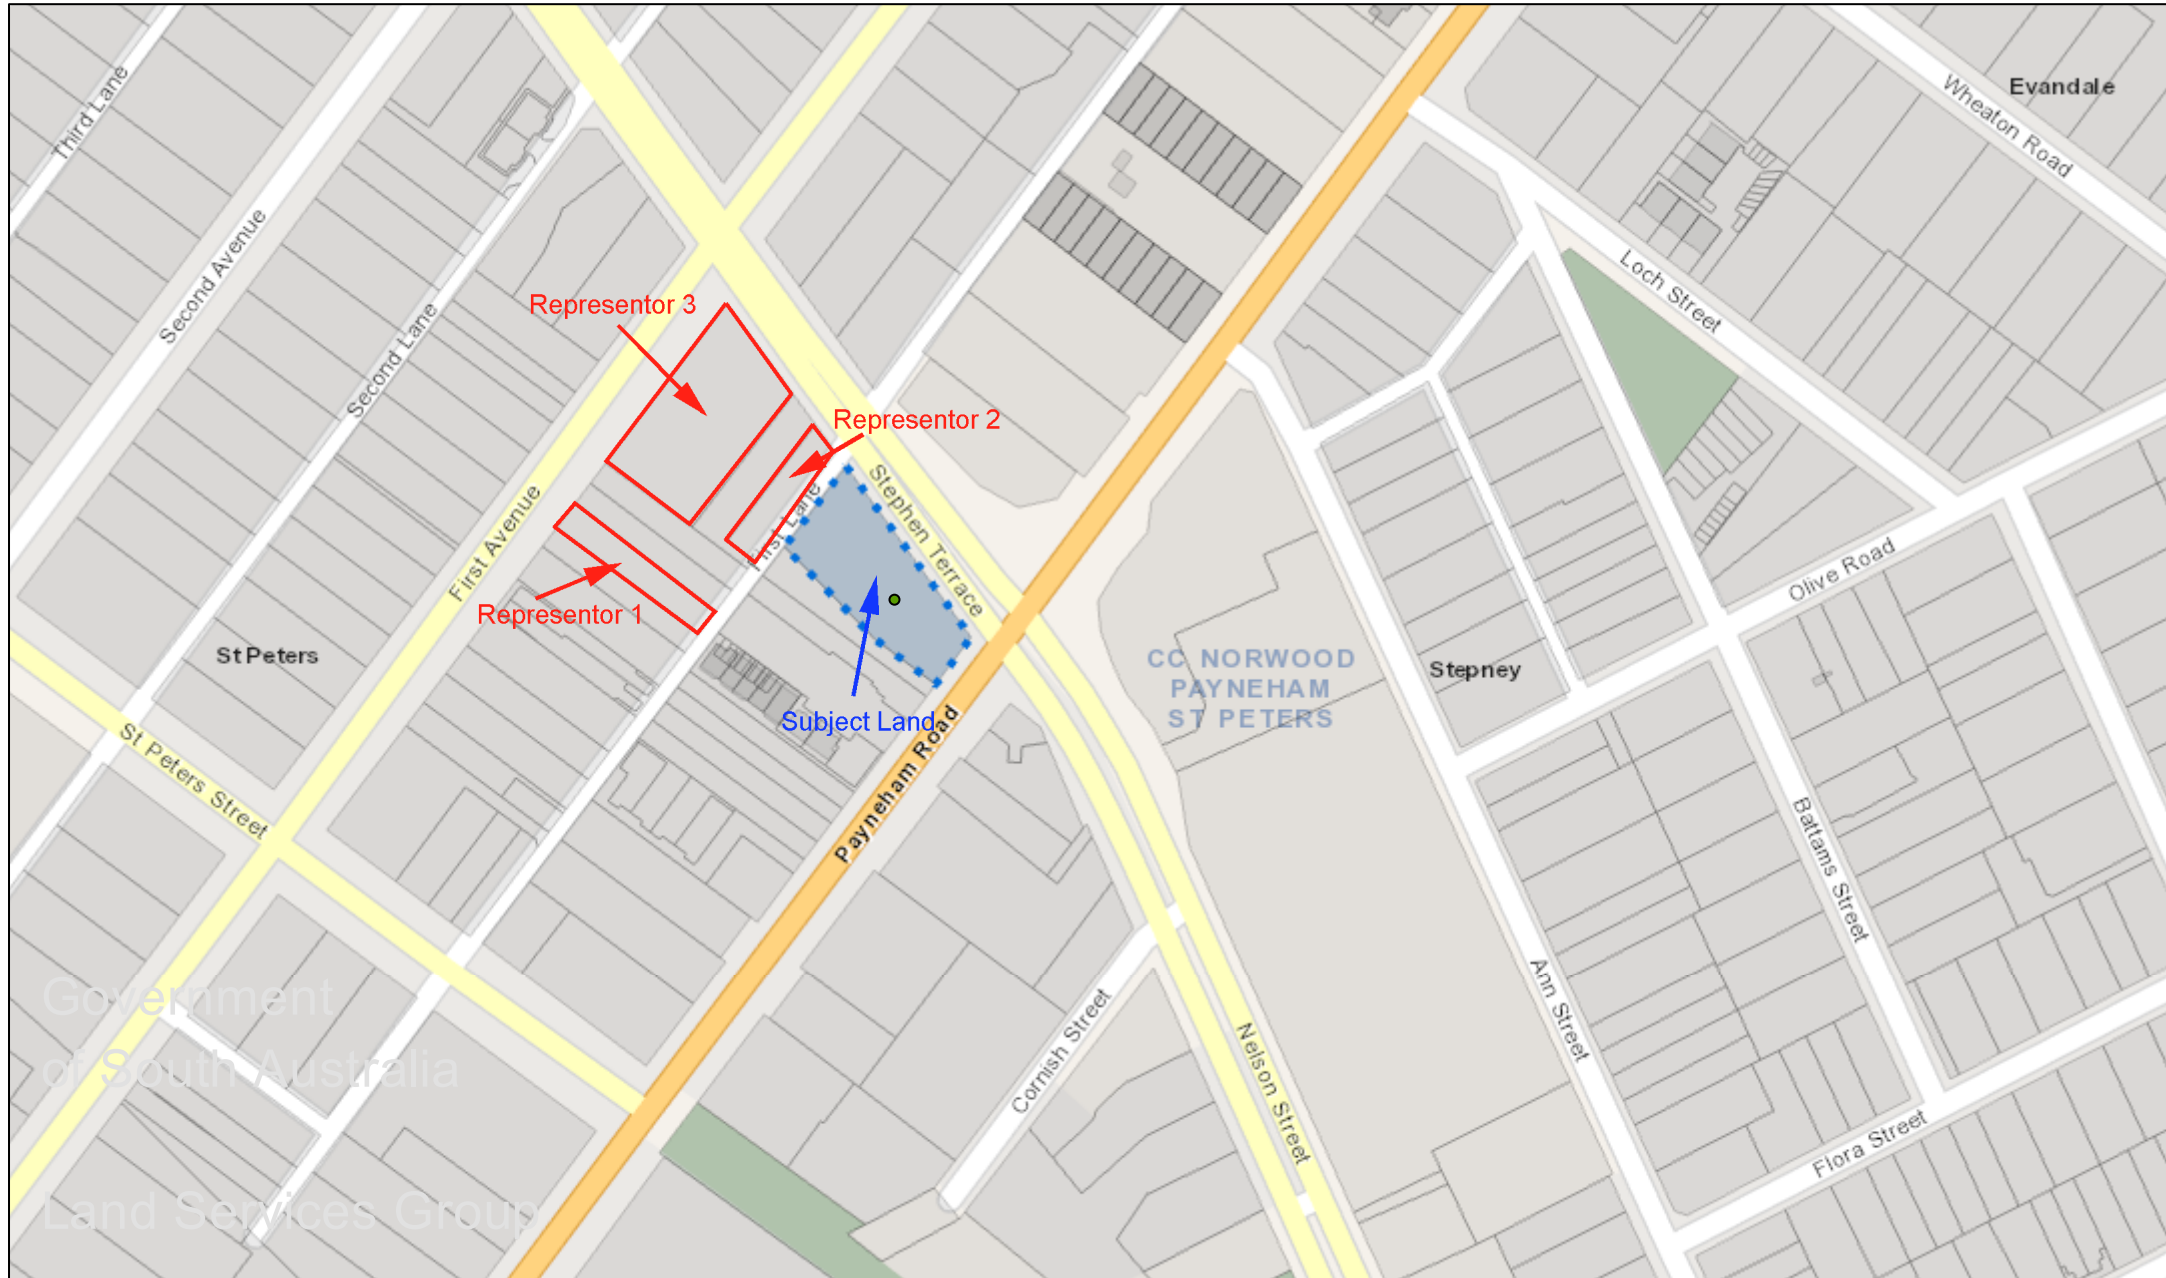 Evandale
Third Lane
Wheaton Road
Second Avenue
Representor 3
Loch Street
Second Lane
Representor 2
First Avenue
First Lane
Stephen Terrace
Olive Road
Representor 1
St Peters
CC NORWOOD
PAYNEHAM
ST PETERS
Stepney
Subject Land
St Peters Street
Payneham Road
Battams Street
Government
of South Australia
Land Services Group
Ann Street
Cornish Street
Nelson Street
Flora Street